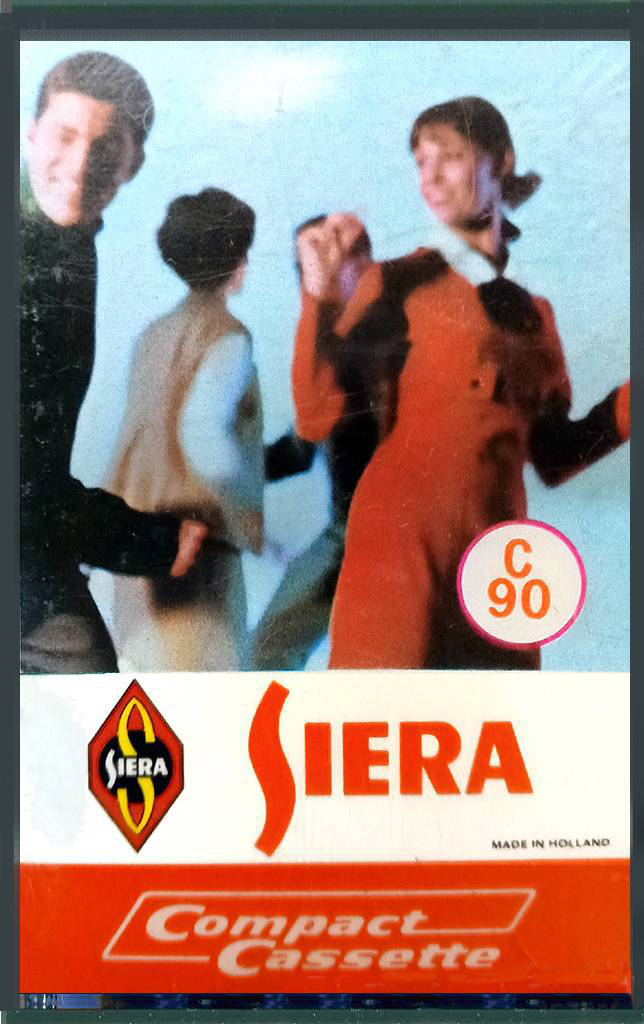 C
90
SIERA
SIERA
MADE IN HOLLAND
Compact
Cassette